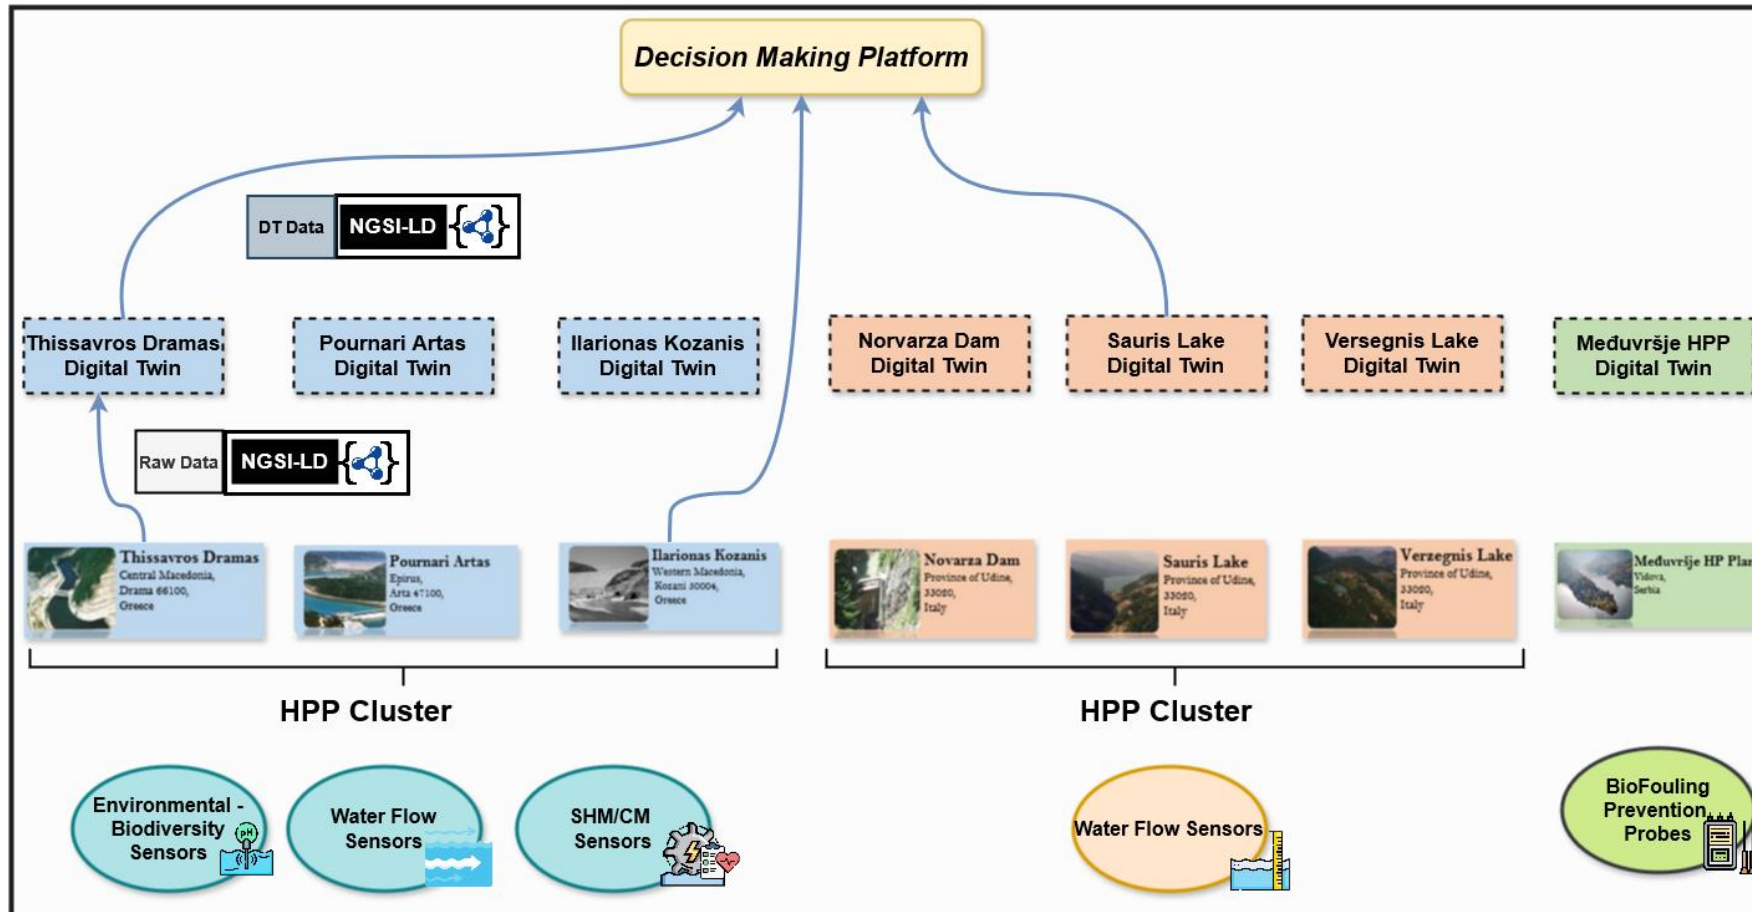 Decision Making Platform
DT Data
NGSI-LD
Thissavros Dramas
Digital Twin
Pournari Artas
Digital Twin
Ilarionas Kozanis
Digital Twin
Norvarza Dam
Digital Twin
Sauris Lake
Digital Twin
Versegnis Lake
Digital Twin
Međuvršje HPP
Digital Twin
Raw Data
NGSI-LD
Thissavros Dramas
Central Macedonia,
Drama 66100,
Greece
Pournari Artas
Epirus,
Arta 47100,
Greece
Ilarionas Kozanis
Western Macedonia,
Kozani 50004,
Greece
Novarza Dam
Province of Udine,
33020,
Italy
Sauris Lake
Province of Udine,
33020,
Italy
Verzegnis Lake
Province of Udine,
33020,
Italy
Međuvršje HP Plan
Vidova,
Serbia
HPP Cluster
HPP Cluster
Environmental -
Biodiversity
Sensors
pH
Water Flow
Sensors
SHM/CM
Sensors
Water Flow Sensors
BioFouling
Prevention
Probes